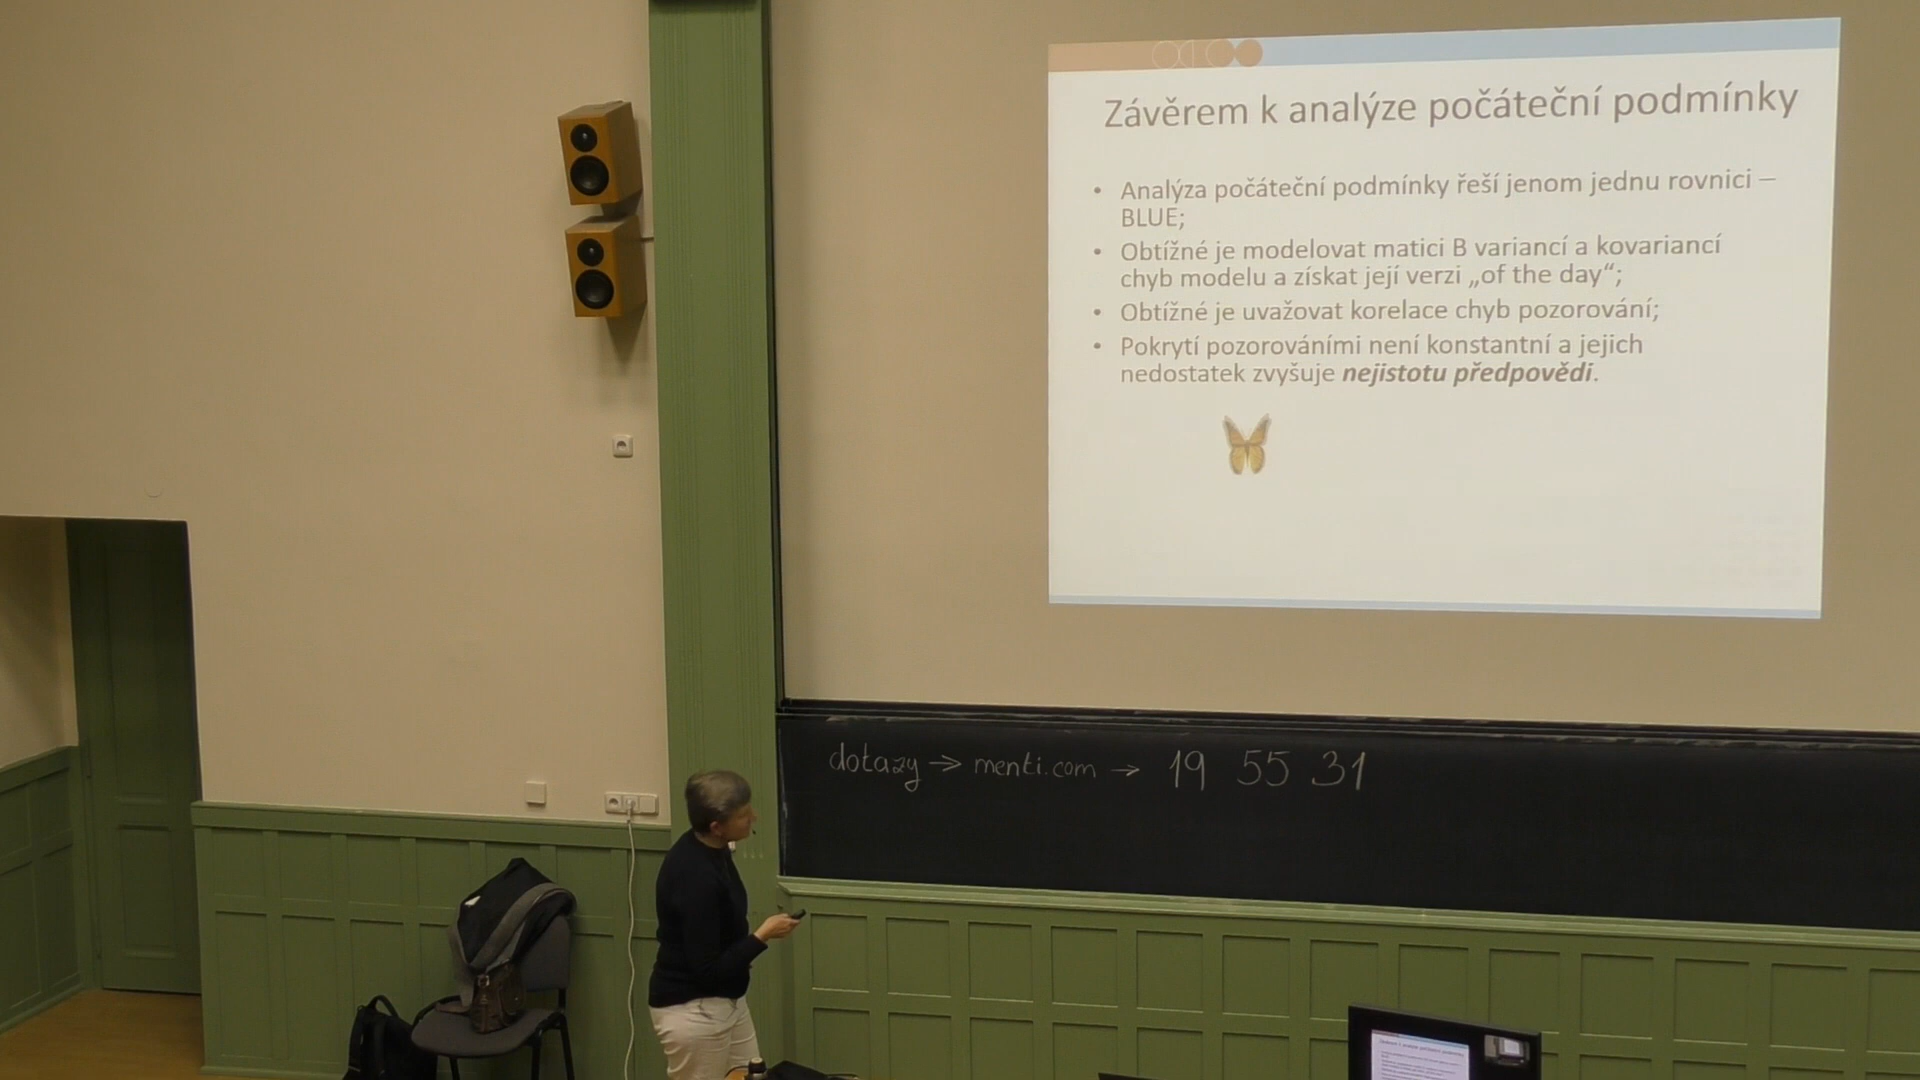 Závěrem k analýze počáteční podmínky
• Analýza počáteční podmínky řeší jenom jednu rovnici –
BLUE;
• Obtížné je modelovat matici B variancí a kovariancí
chyb modelu a získat její verzi „of the day“;
• Obtížné je uvažovat korelace chyb pozorování;
• Pokrytí pozorováními není konstantní a jejich
nedostatek zvyšuje nejistotu předpovědi.
dotazy → menti.com → 19 55 31